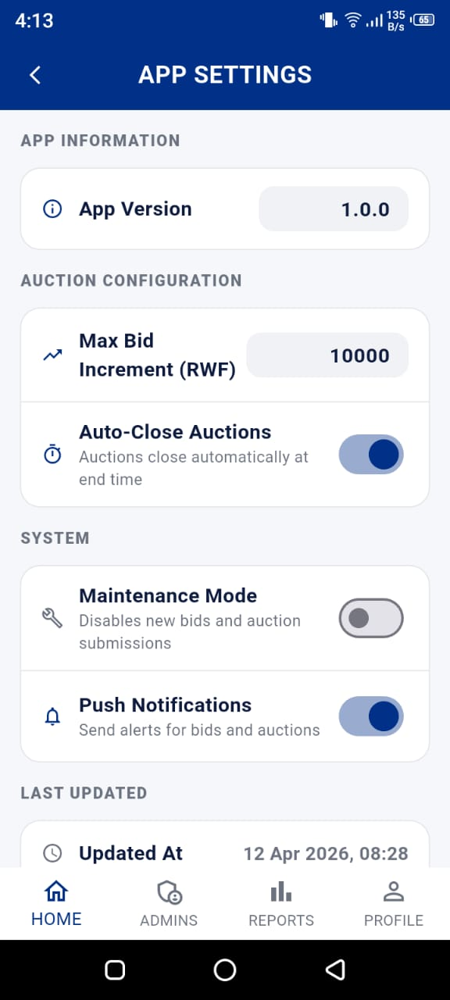 4:13
135 B/s
65
APP SETTINGS
APP INFORMATION
App Version
1.0.0
AUCTION CONFIGURATION
Max Bid
Increment (RWF)
10000
Auto-Close Auctions
Auctions close automatically at
end time
SYSTEM
Maintenance Mode
Disables new bids and auction
submissions
Push Notifications
Send alerts for bids and auctions
LAST UPDATED
Updated At
12 Apr 2026, 08:28
HOME
ADMINS
REPORTS
PROFILE